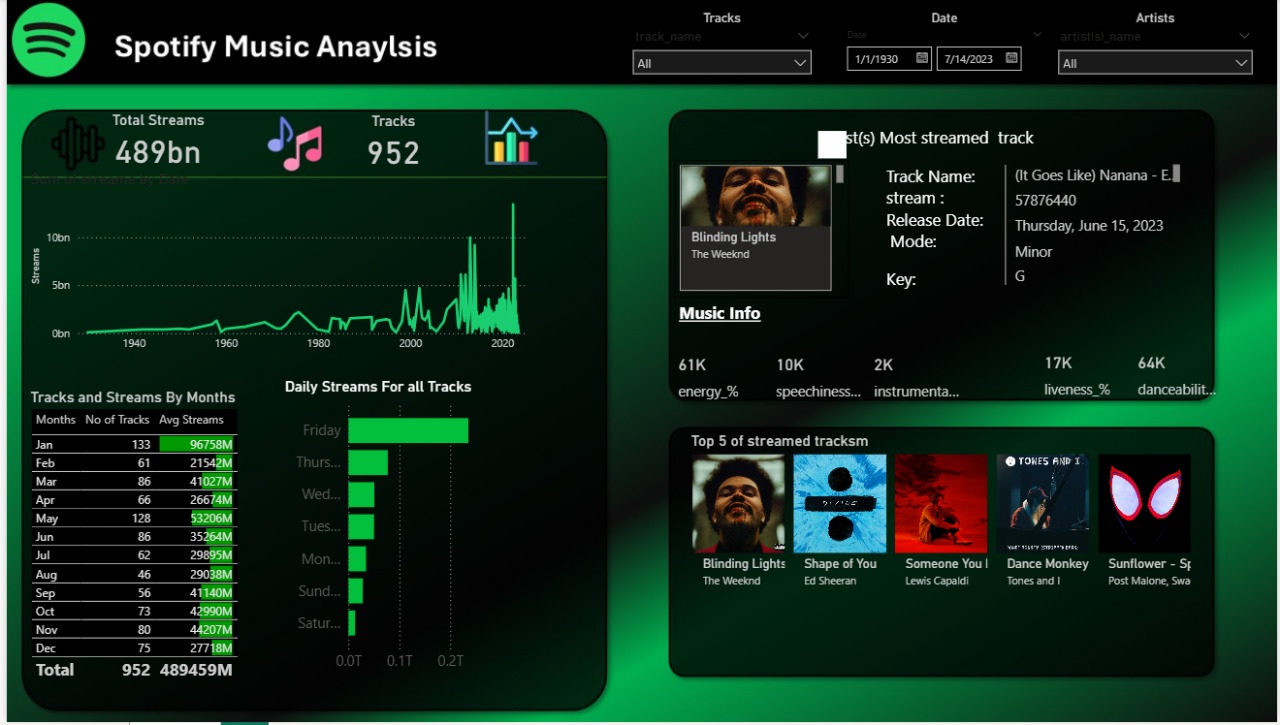 Spotify Music Anaylsis
Tracks
track_name
All
Date
Date
1/1/1930
7/14/2023
Artists
artist(s)_name
All
Total Streams
489bn
Tracks
952
Sum of streams by Date
Streams
10bn
5bn
0bn
1940 1960 1980 2000 2020
Tracks and Streams By Months
Months No of Tracks Avg Streams
Jan 133 96758M
Feb 61 21542M
Mar 86 41027M
Apr 66 26674M
May 128 53206M
Jun 86 35264M
Jul 62 29895M
Aug 46 29038M
Sep 56 41140M
Oct 73 42990M
Nov 80 44207M
Dec 75 27718M
Total 952 489459M
Daily Streams For all Tracks
Friday
Thurs...
Wed...
Tues...
Mon...
Sund...
Satur...
0.0T 0.1T 0.2T
st(s) Most streamed track
Blinding Lights
The Weeknd
Track Name: (It Goes Like) Nanana - E.
stream : 57876440
Release Date: Thursday, June 15, 2023
Mode: Minor
Key: G
Music Info
61K 10K 2K 17K 64K
energy_% speechiness... instrumenta... liveness_% danceabilit...
Top 5 of streamed tracksm
TONES AND I
Blinding Lights
The Weeknd
Shape of You
Ed Sheeran
Someone You
Lewis Capaldi
Dance Monkey
Tones and I
Sunflower - Sp
Post Malone, Swa